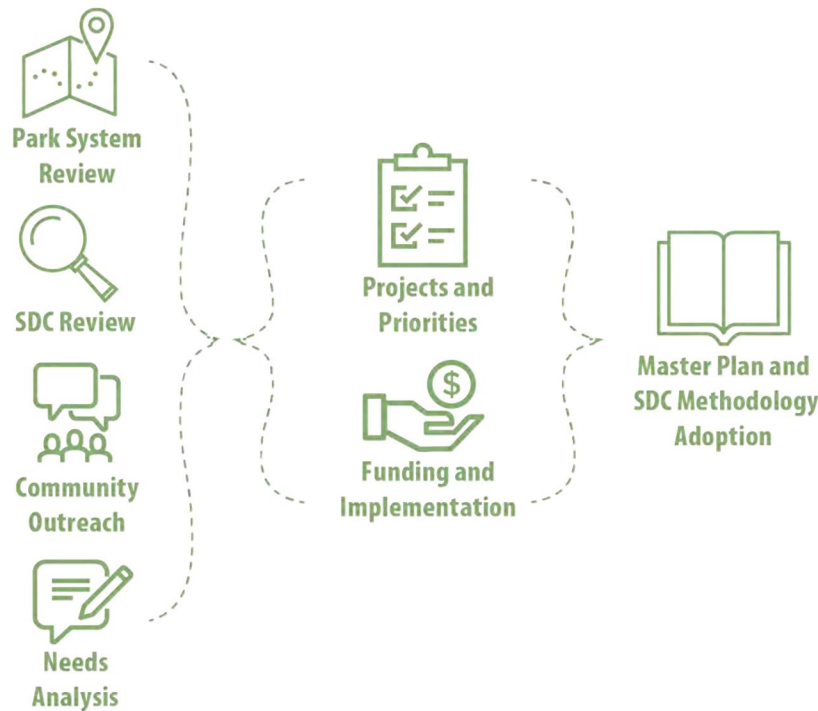 Park System
Review
SDC Review
Community
Outreach
Needs
Analysis
Projects and
Priorities
$
Funding and
Implementation
Master Plan and
SDC Methodology
Adoption